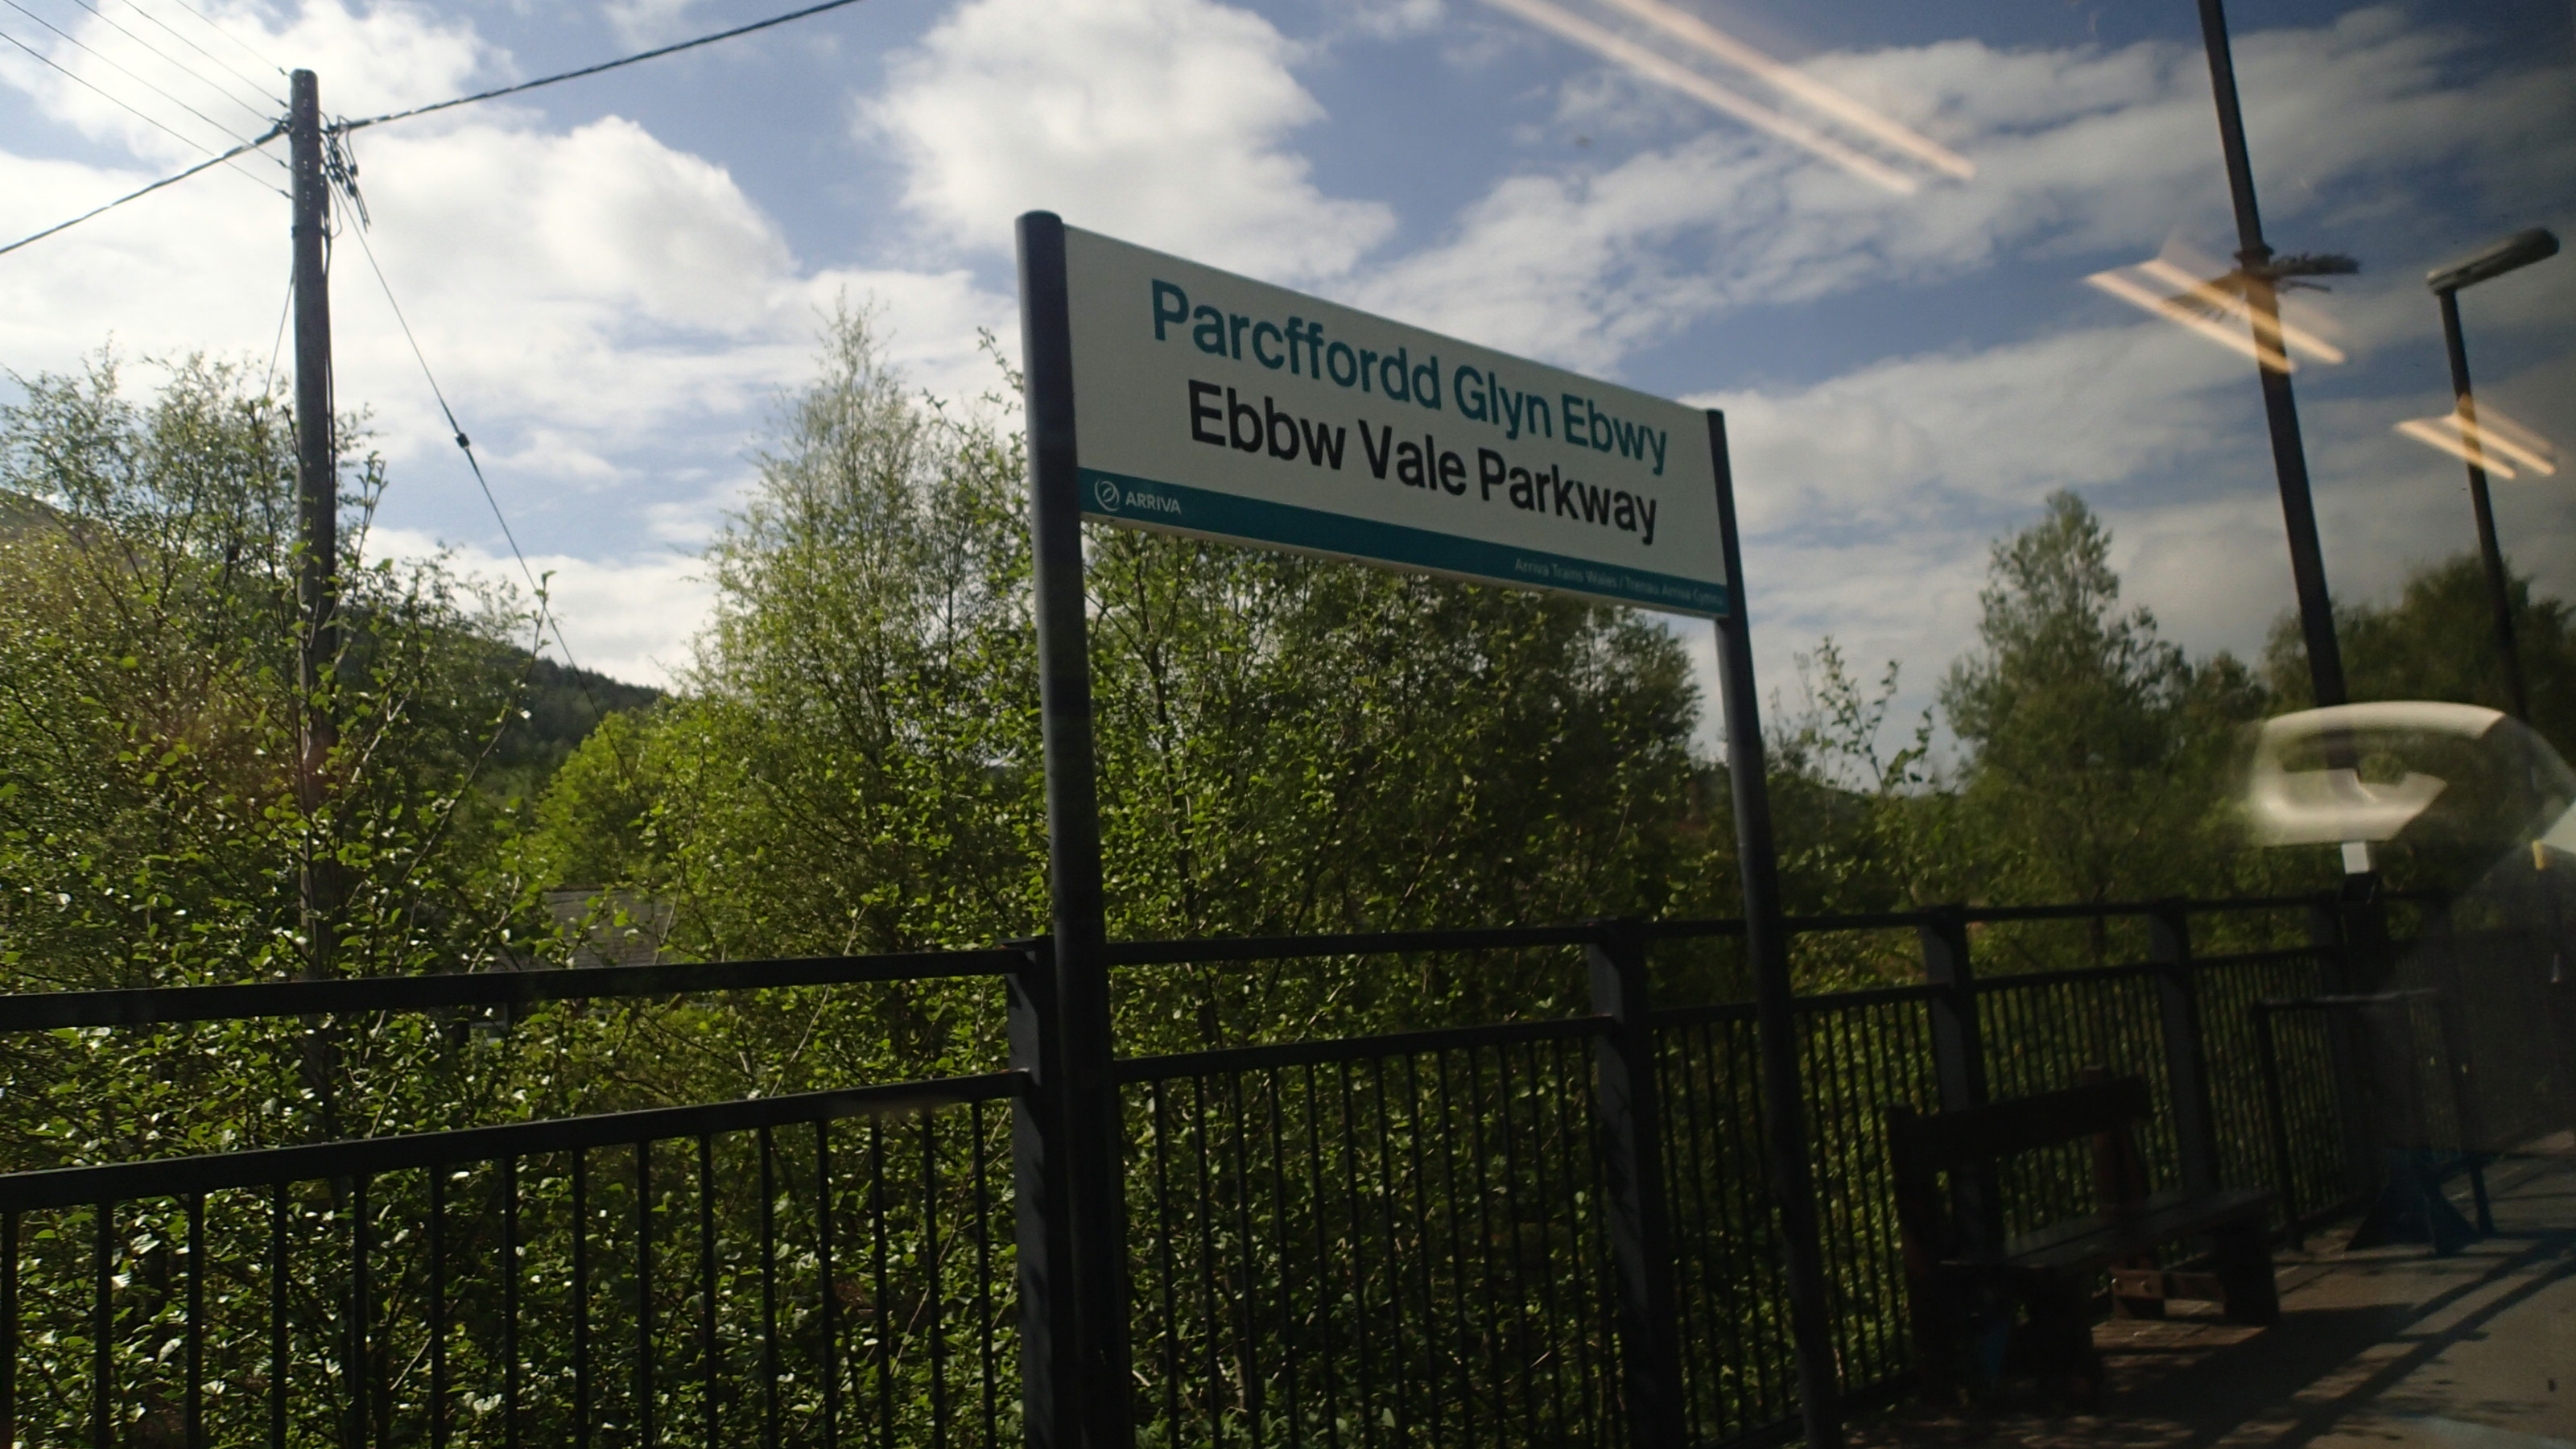 Parcffordd Glyn Ebwy
Ebbw Vale Parkway
ARRIVA
Arriva Trains Wales / Trenau Arriva Cymru